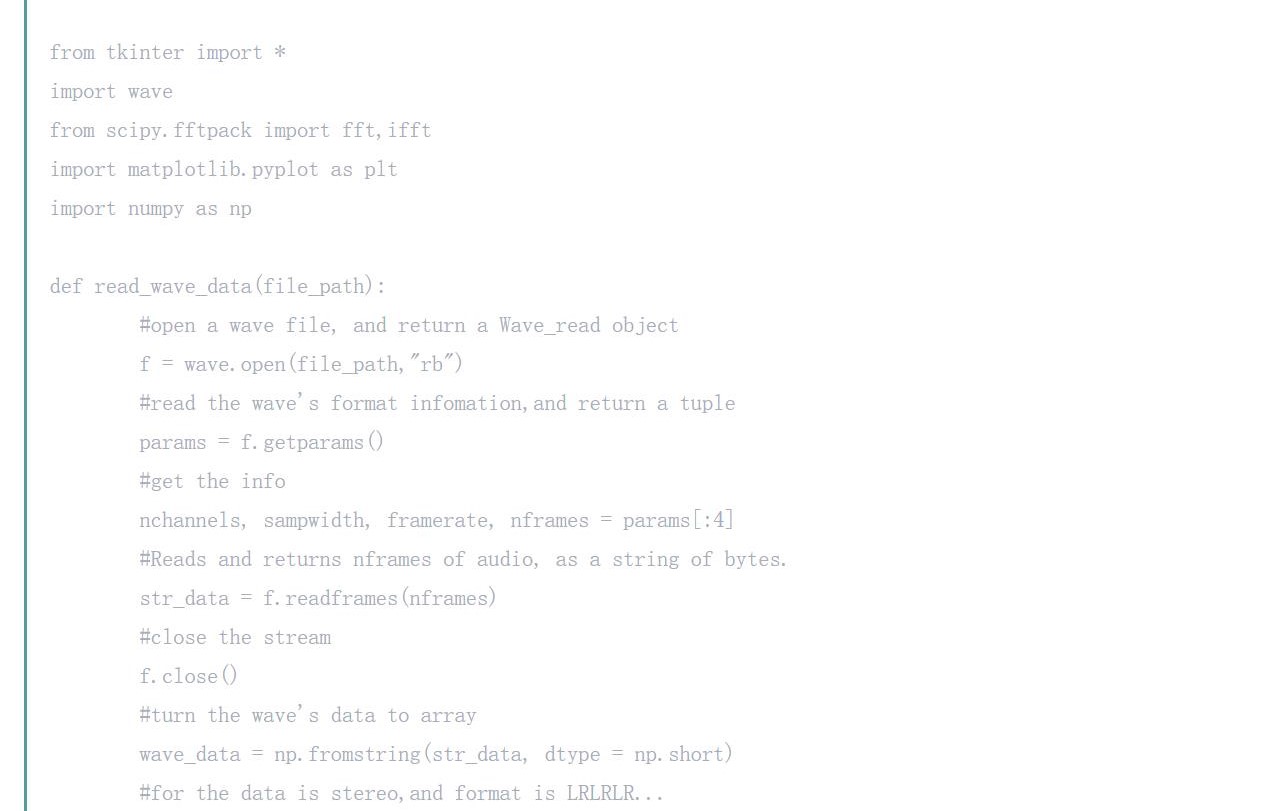 from tkinter import *
import wave
from scipy.fftpack import fft,ifft
import matplotlib.pyplot as plt
import numpy as np
def read_wave_data(file_path):
#open a wave file, and return a Wave_read object
f = wave.open(file_path,"rb")
#read the wave's format infomation,and return a tuple
params = f.getparams()
#get the info
nchannels, sampwidth, framerate, nframes = params[:4]
#Reads and returns nframes of audio, as a string of bytes.
str_data = f.readframes(nframes)
#close the stream
f.close()
#turn the wave's data to array
wave_data = np.fromstring(str_data, dtype = np.short)
#for the data is stereo,and format is LRLRLR...